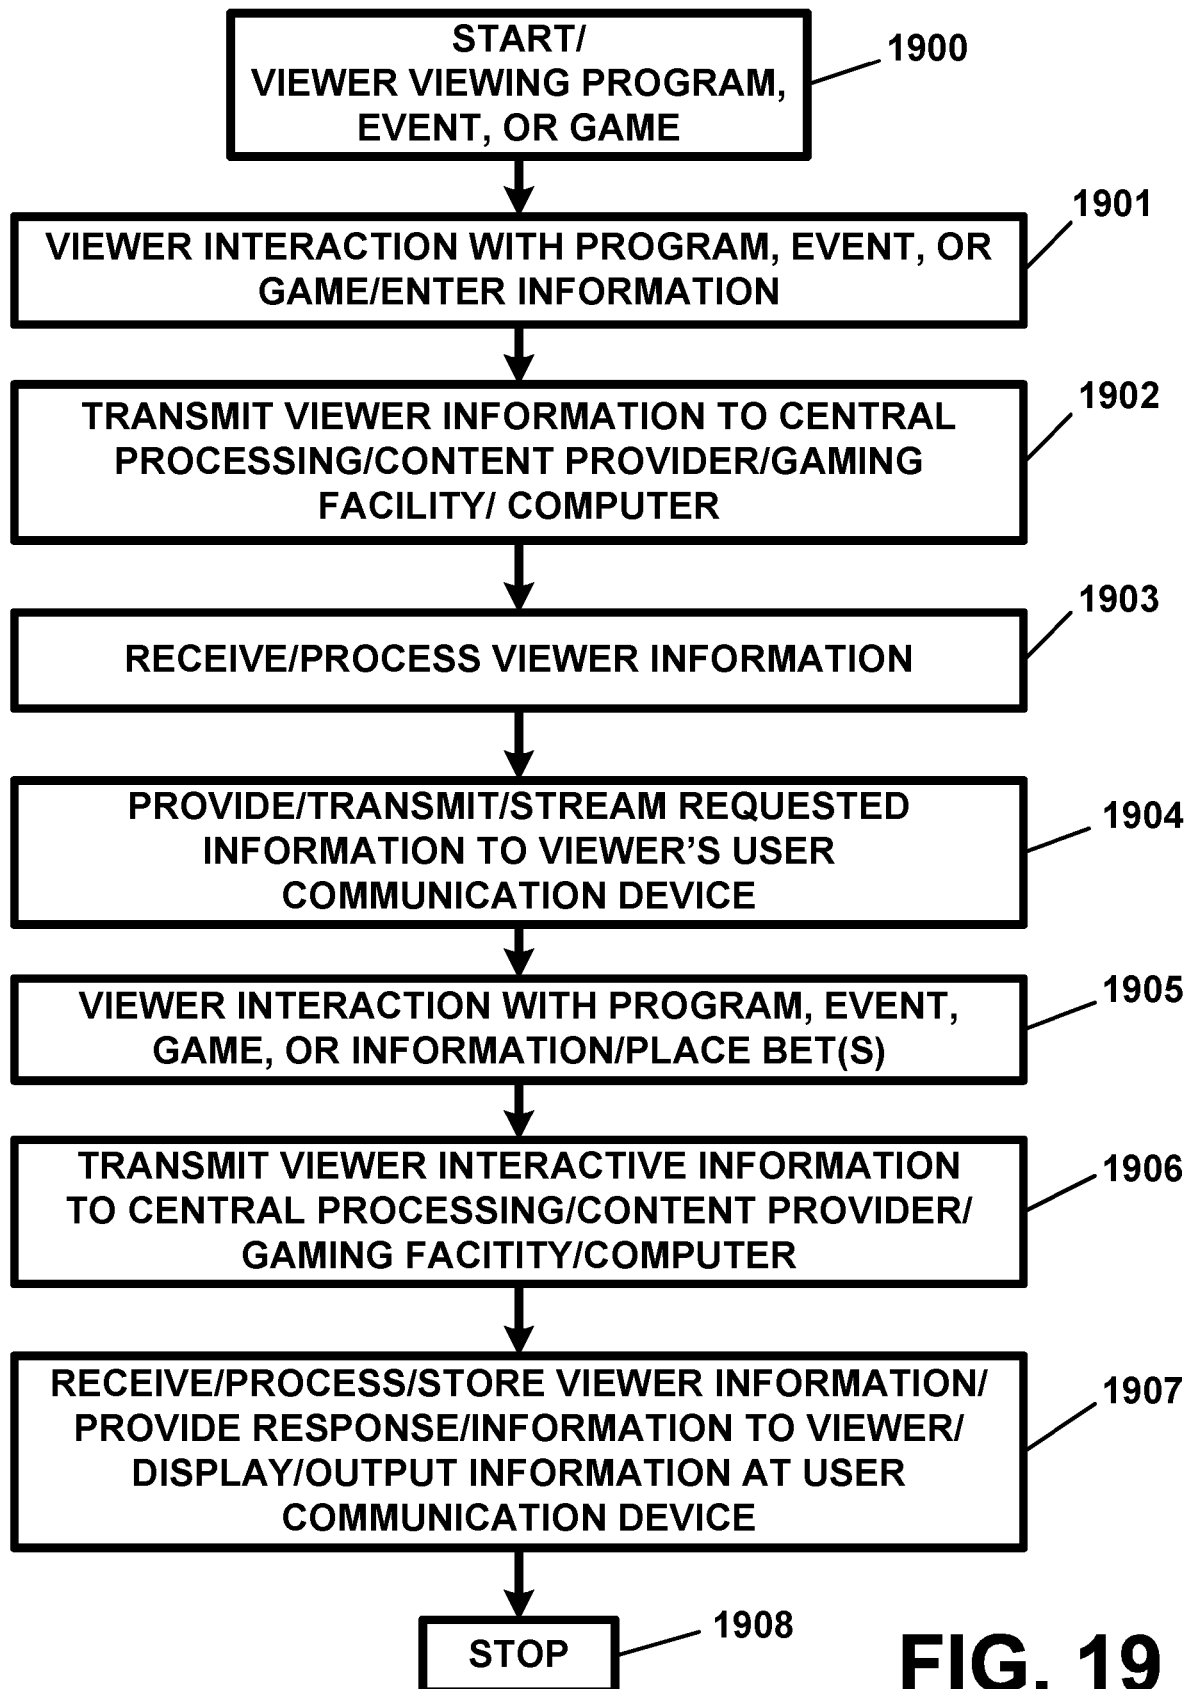 START/
VIEWER VIEWING PROGRAM,
EVENT, OR GAME
1900
VIEWER INTERACTION WITH PROGRAM, EVENT, OR
GAME/ENTER INFORMATION
1901
TRANSMIT VIEWER INFORMATION TO CENTRAL
PROCESSING/CONTENT PROVIDER/GAMING
FACILITY/ COMPUTER
1902
RECEIVE/PROCESS VIEWER INFORMATION
1903
PROVIDE/TRANSMIT/STREAM REQUESTED
INFORMATION TO VIEWER’S USER
COMMUNICATION DEVICE
1904
VIEWER INTERACTION WITH PROGRAM, EVENT,
GAME, OR INFORMATION/PLACE BET(S)
1905
TRANSMIT VIEWER INTERACTIVE INFORMATION
TO CENTRAL PROCESSING/CONTENT PROVIDER/
GAMING FACITITY/COMPUTER
1906
RECEIVE/PROCESS/STORE VIEWER INFORMATION/
PROVIDE RESPONSE/INFORMATION TO VIEWER/
DISPLAY/OUTPUT INFORMATION AT USER
COMMUNICATION DEVICE
1907
STOP
1908
FIG. 19